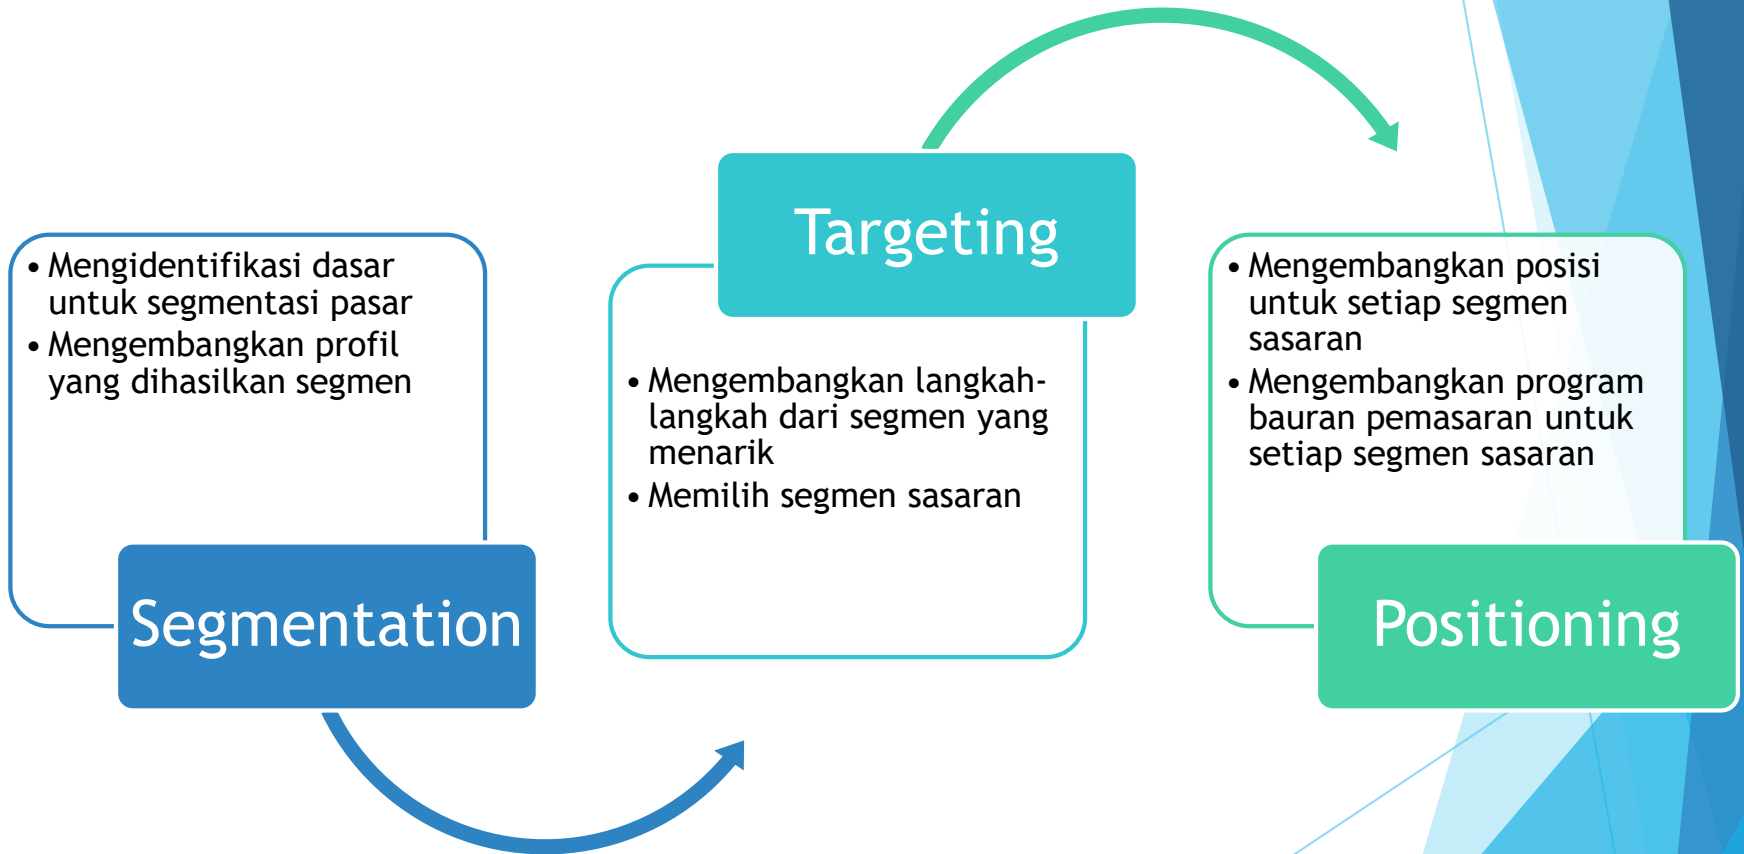 • Mengidentifikasi dasar
untuk segmentasi pasar
• Mengembangkan profil
yang dihasilkan segmen
Segmentation
Targeting
• Mengembangkan langkah-
langkah dari segmen yang
menarik
• Memilih segmen sasaran
• Mengembangkan posisi
untuk setiap segmen
sasaran
• Mengembangkan program
bauran pemasaran untuk
setiap segmen sasaran
Positioning